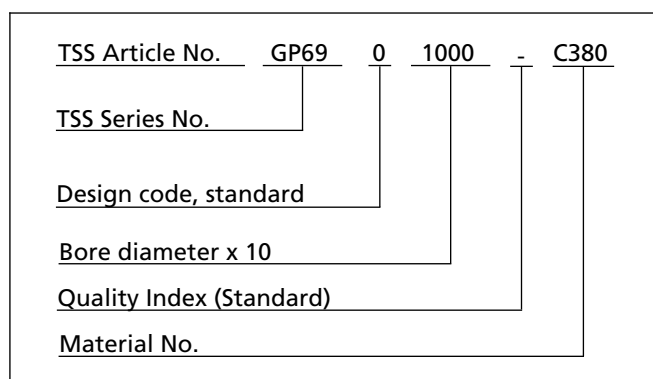 TSS Article No. GP69 0 1000 - C380
TSS Series No.
Design code, standard
Bore diameter x 10
Quality Index (Standard)
Material No.